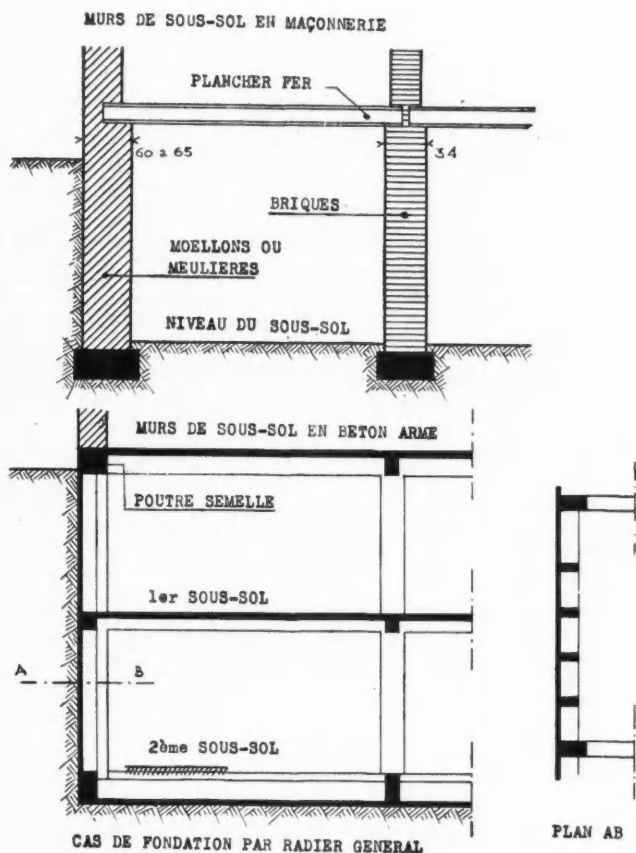 MURS DE SOUS-SOL EN MAÇONNERIE
PLANCHER FER
60 a 65
34
BRIQUES
MOELLONS OU
MEULIERES
NIVEAU DU SOUS-SOL
MURS DE SOUS-SOL EN BETON ARME
POUTRE SEMELLE
1er SOUS-SOL
A
B
2ème SOUS-SOL
CAS DE FONDATION PAR RADIER GENERAL
PLAN AB